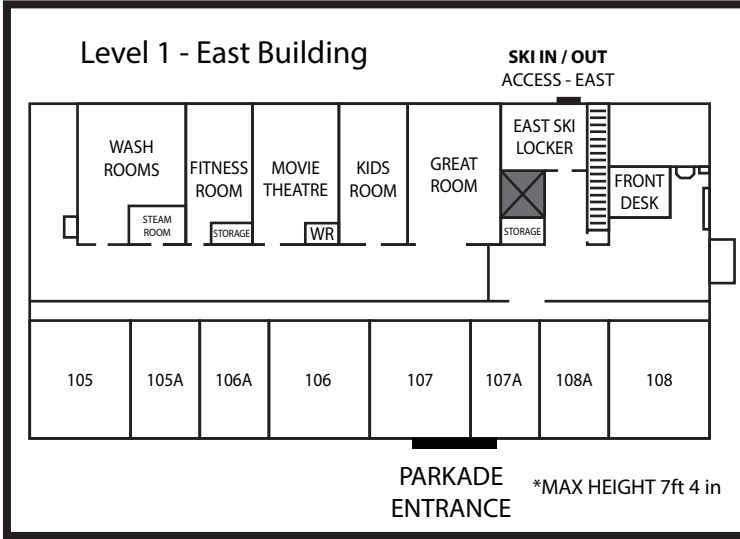 Level 1 - East Building
SKI IN / OUT
ACCESS - EAST
WASH
ROOMS
STEAM
ROOM
FITNESS
ROOM
STORAGE
MOVIE
THEATRE
WR
KIDS
ROOM
GREAT
ROOM
EAST SKI
LOCKER
STORAGE
FRONT
DESK
105
105A
106A
106
107
107A
108A
108
PARKADE
ENTRANCE
*MAX HEIGHT 7ft 4 in